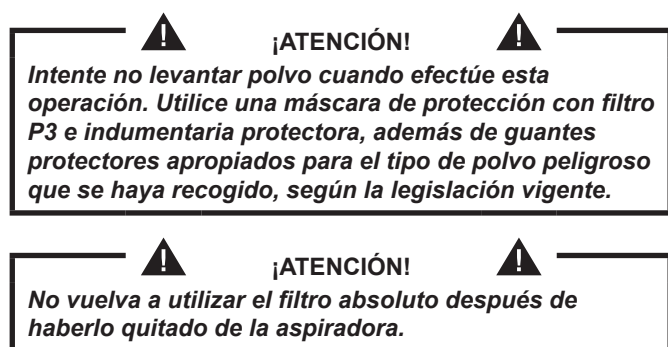 ¡ATENCIÓN!
Intente no levantar polvo cuando efectúe esta
operación. Utilice una máscara de protección con filtro
P3 e indumentaria protectora, además de guantes
protectores apropiados para el tipo de polvo peligroso
que se haya recogido, según la legislación vigente.
¡ATENCIÓN!
No vuelva a utilizar el filtro absoluto después de
haberlo quitado de la aspiradora.